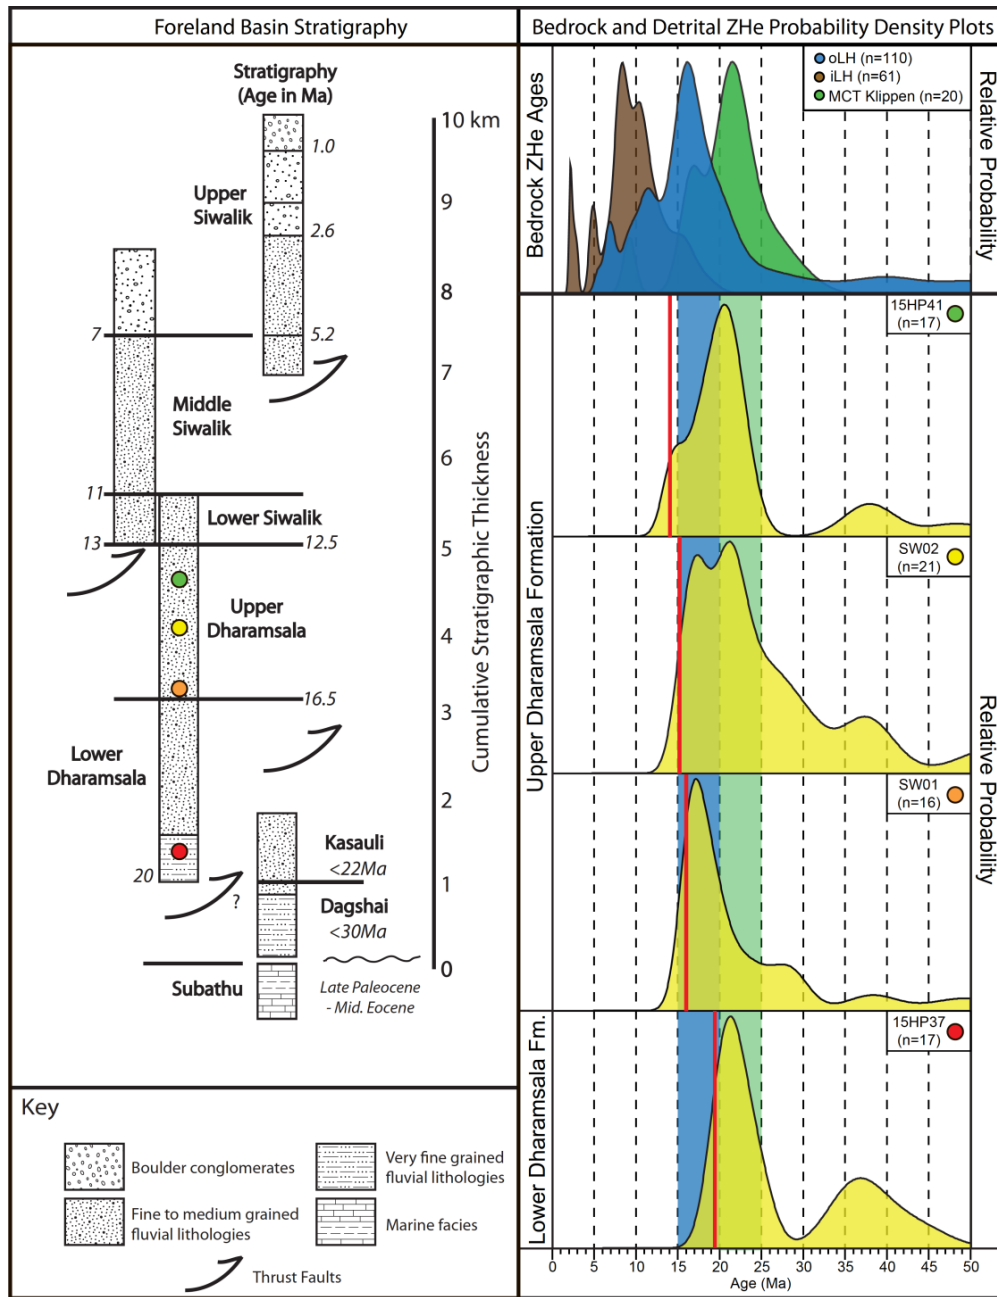 Foreland Basin Stratigraphy
Stratigraphy
(Age in Ma)
10 km
1.0
Upper
Siwalik
9
2.6
8
7
5.2
7
Middle
Siwalik
6
11
Lower Siwalik
13
12.5
5
Upper
Dharamsala
4
16.5
3
Lower
Dharamsala
2
Kasauli
<22Ma
20
?
1
Dagshai
<30Ma
0
Subathu
Late Paleocene
- Mid. Eocene
Cumulative Stratigraphic Thickness
Key
Boulder conglomerates
Very fine grained
fluvial lithologies
Fine to medium grained
fluvial lithologies
Marine facies
Thrust Faults
Bedrock and Detrital ZHe Probability Density Plots
Bedrock ZHe Ages
oLH (n=110)
iLH (n=61)
MCT Klippen (n=20)
Relative Probability
Upper Dharamsala Formation
15HP41
(n=17)
SW02
(n=21)
SW01
(n=16)
Relative Probability
Lower Dharamsala Fm.
15HP37
(n=17)
0 5 10 15 20 25 30 35 40 45 50
Age (Ma)